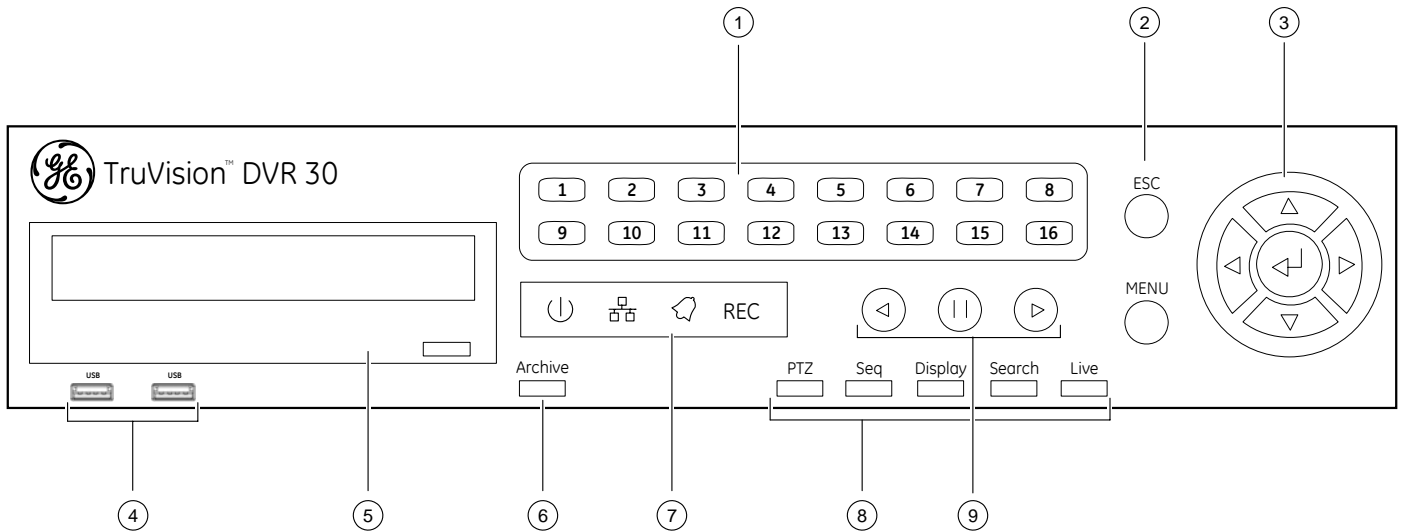 1 2 3
GE TruVision™ DVR 30
1 2 3 4 5 6 7 8
9 10 11 12 13 14 15 16
ESC
MENU
REC
USB USB
Archive
PTZ Seq Display Search Live
4 5 6 7 8 9